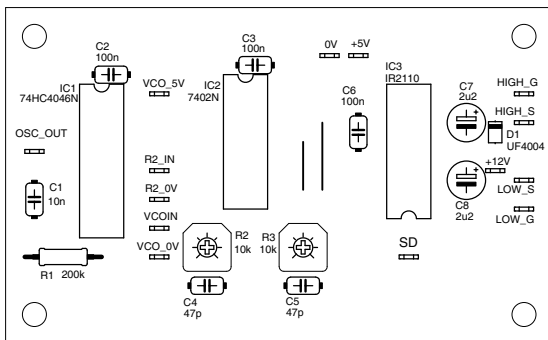 C2
100n
C3
100n
0V
+5V
IC1
74HC4046N
VCO_5V
IC2
7402N
IC3
IR2110
C6
100n
C7
2u2
+
HIGH_G
HIGH_S
D1
UF4004
OSC_OUT
R2_IN
+12V
+
C1
10n
R2_0V
LOW_S
C8
2u2
LOW_G
VCOIN
R2
10k
R3
10k
VCO_0V
SD
R1
200k
C4
47p
C5
47p